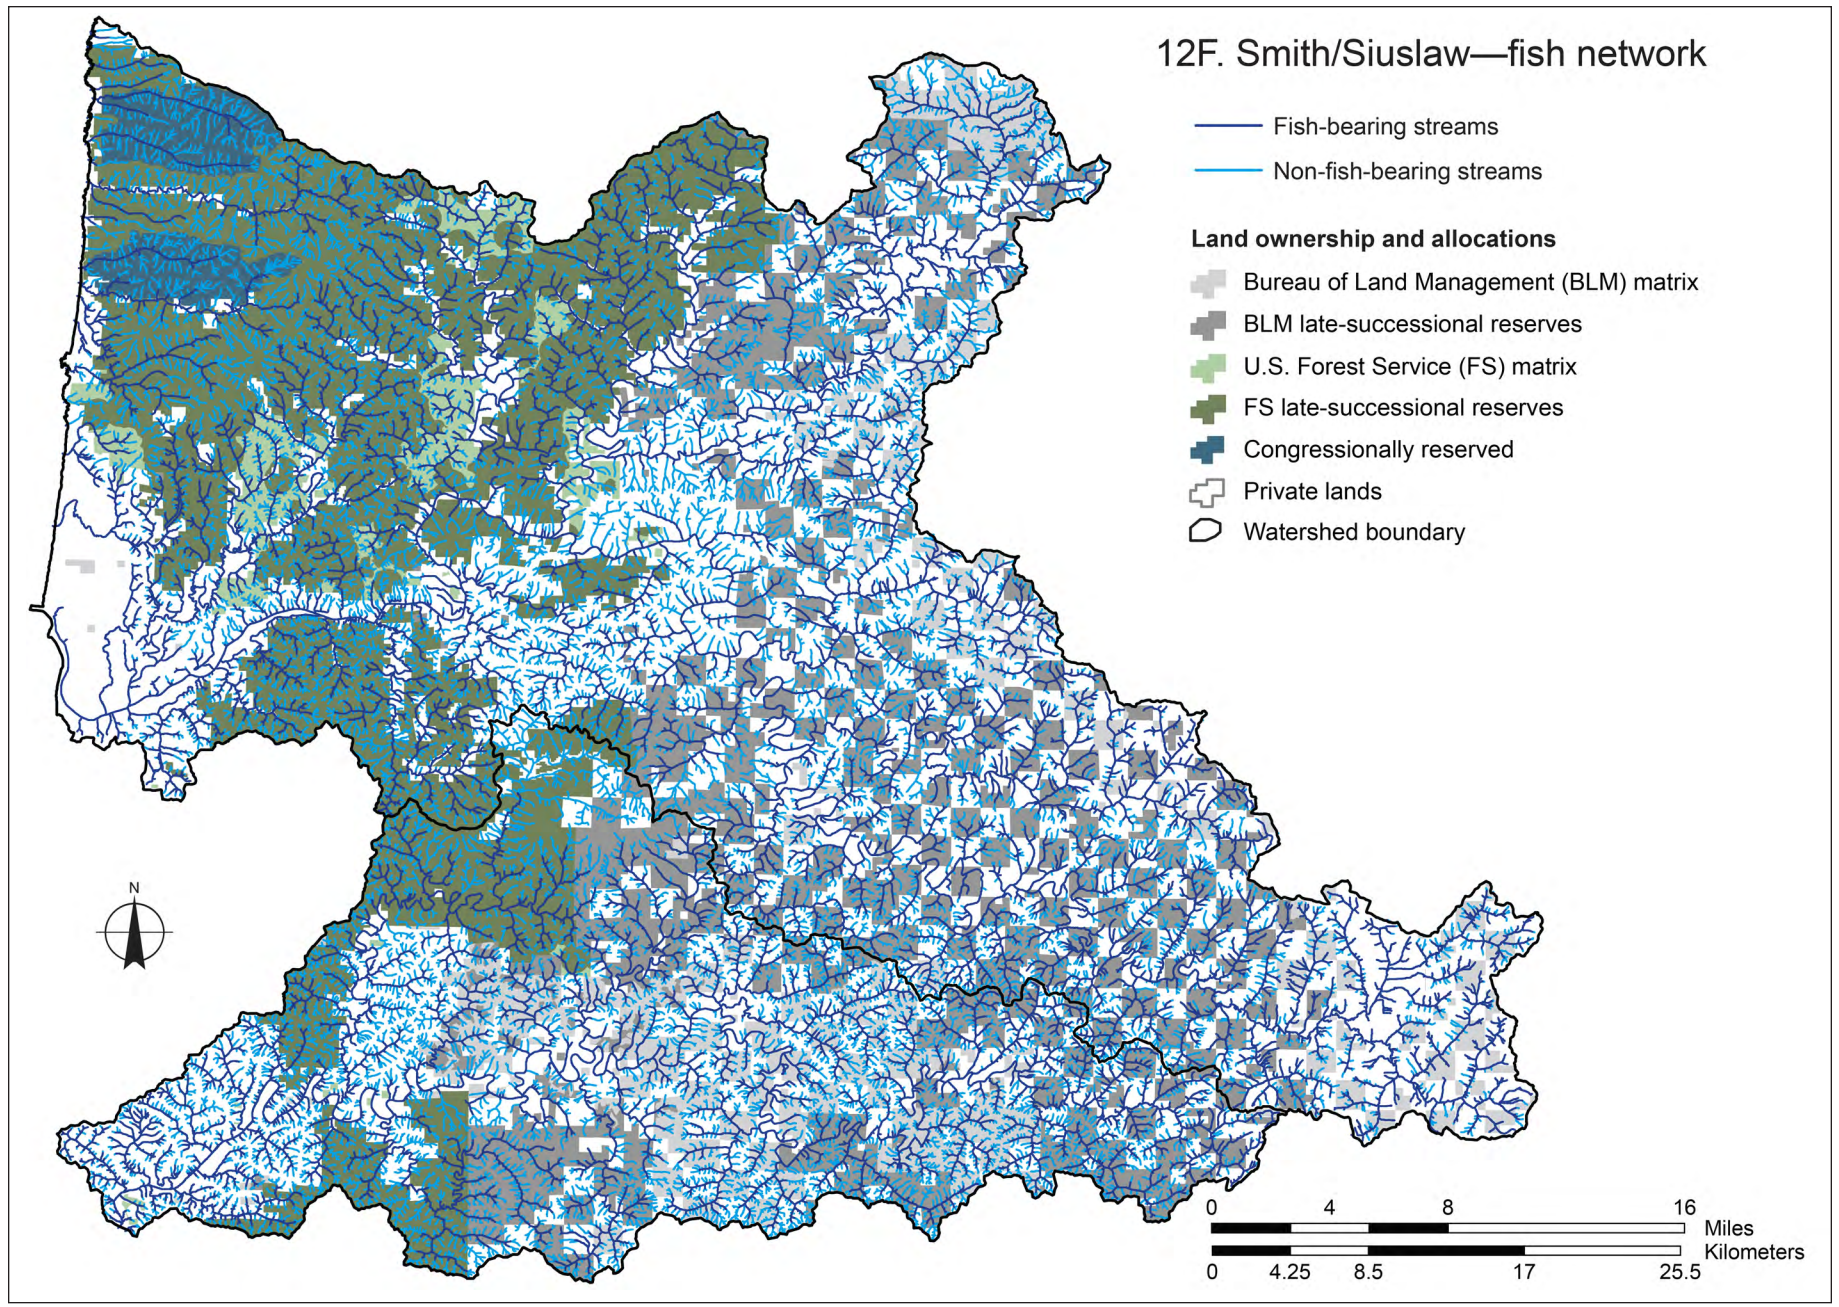 12F. Smith/Siuslaw—fish network
Fish-bearing streams
Non-fish-bearing streams
Land ownership and allocations
Bureau of Land Management (BLM) matrix
BLM late-successional reserves
U.S. Forest Service (FS) matrix
FS late-successional reserves
Congressionally reserved
Private lands
Watershed boundary
N
0 4 8 16
Miles
Kilometers
0 4.25 8.5 17 25.5